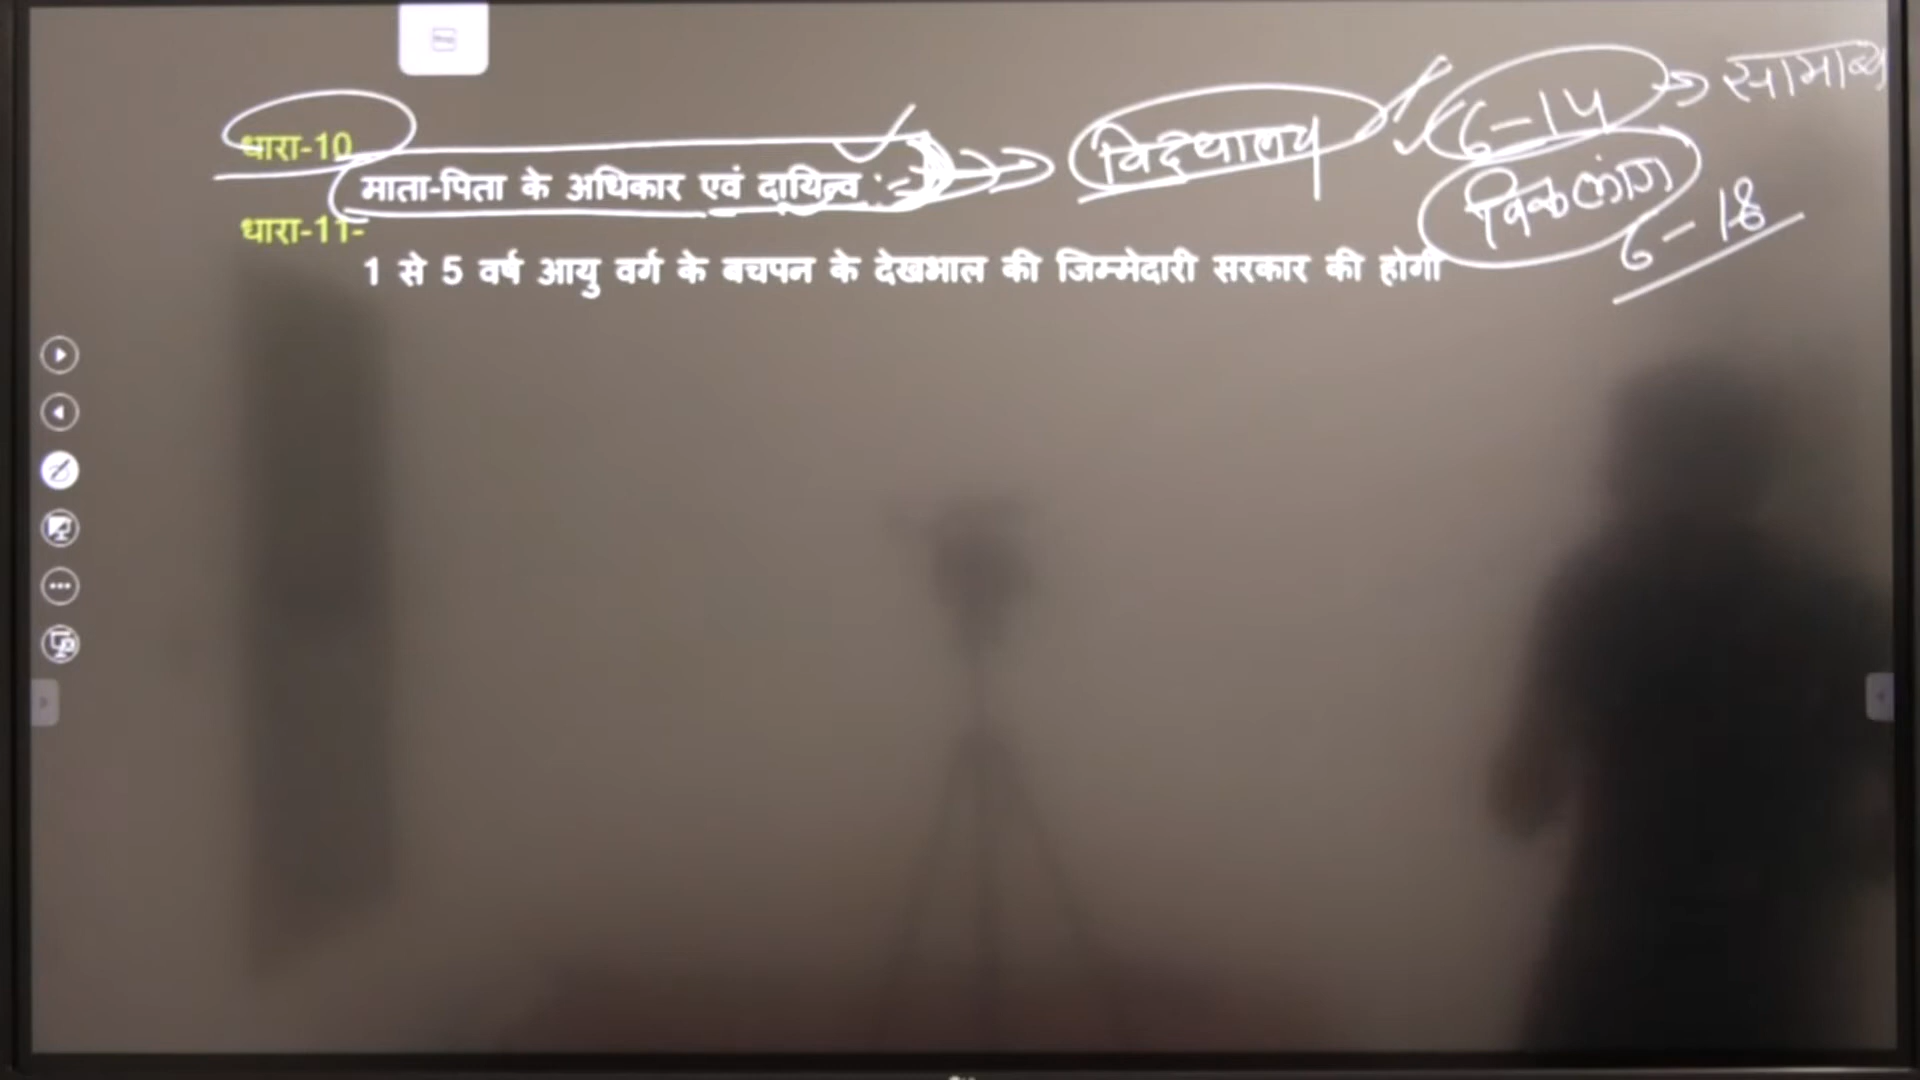 धारा-10
माता-पिता के अधिकार एवं दायित्व :-
विद्यालय
6-14
सामान्य
विकलांग
6-18
धारा-11-
1 से 5 वर्ष आयु वर्ग के बचपन के देखभाल की जिम्मेदारी सरकार की होगी